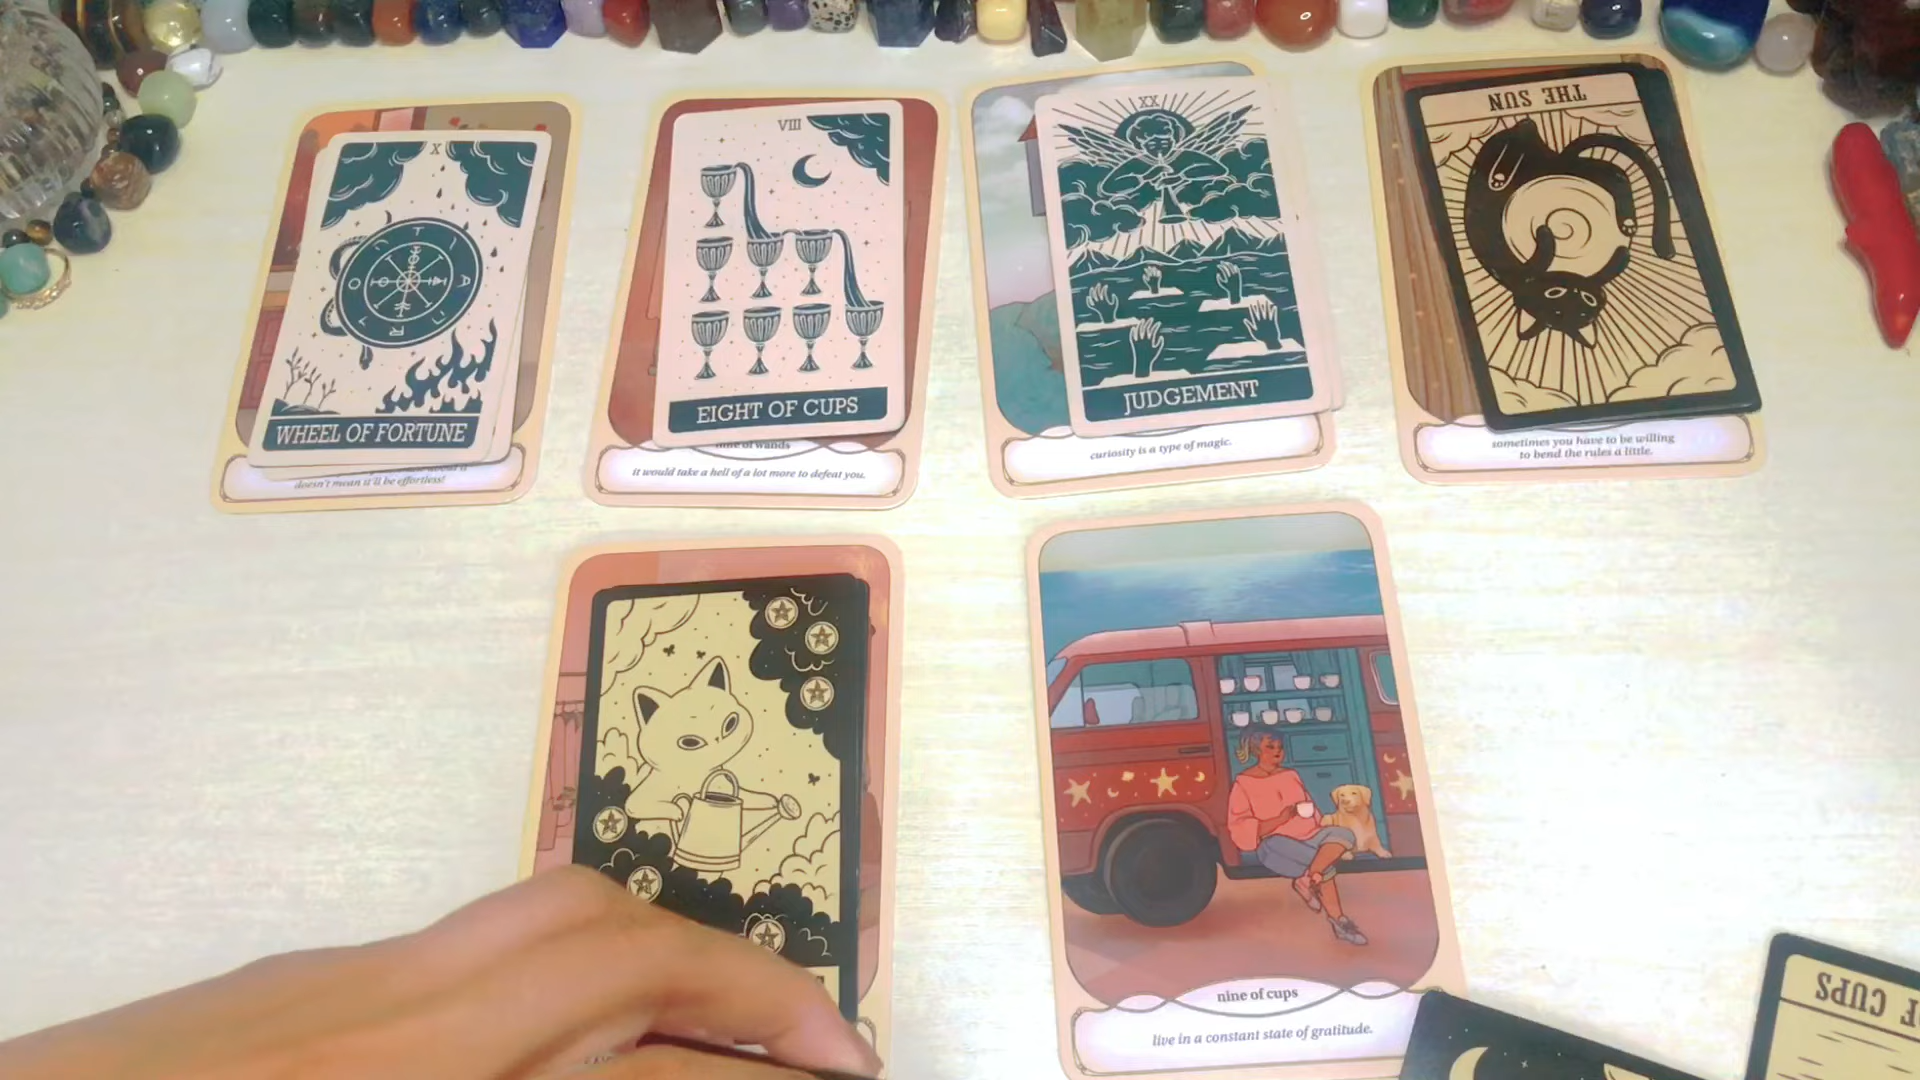 X
WHEEL OF FORTUNE
doesn't mean it'll be effortless!
VIII
EIGHT OF CUPS
nine of wands
it would take a hell of a lot more to defeat you.
XX
JUDGEMENT
curiosity is a type of magic.
THE SUN
sometimes you have to be willing
to bend the rules a little.
nine of cups
live in a constant state of gratitude.
F CUPS